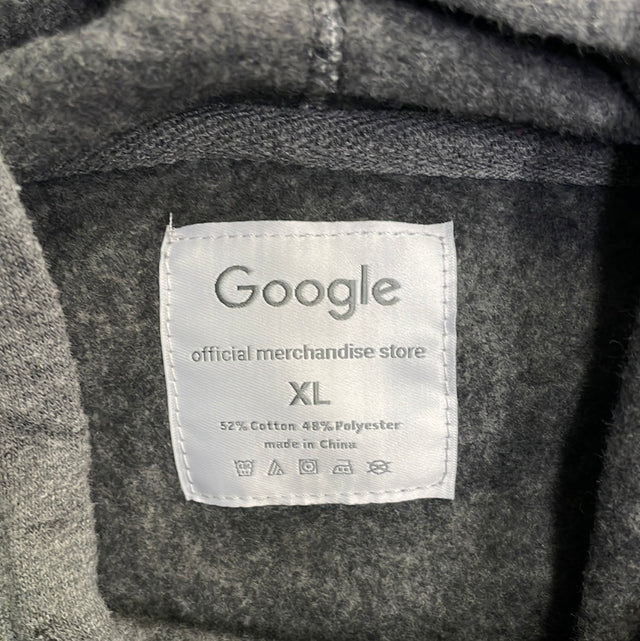 Google
official merchandise store
XL
52% Cotton 48% Polyester
made in China